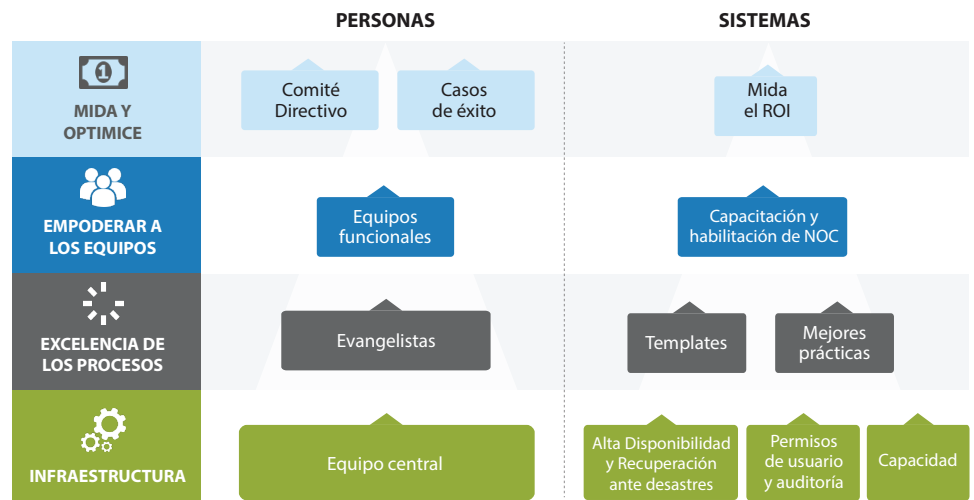 PERSONAS
SISTEMAS
1
MIDA Y
OPTIMICE
Comité
Directivo
Casos
de éxito
Mida
el ROI
EMPODERAR A
LOS EQUIPOS
Equipos
funcionales
Capacitación y
habilitación de NOC
EXCELENCIA DE
LOS PROCESOS
Evangelistas
Templates
Mejores
prácticas
INFRAESTRUCTURA
Equipo central
Alta Disponibilidad
y Recuperación
ante desastres
Permisos
de usuario
y auditoría
Capacidad